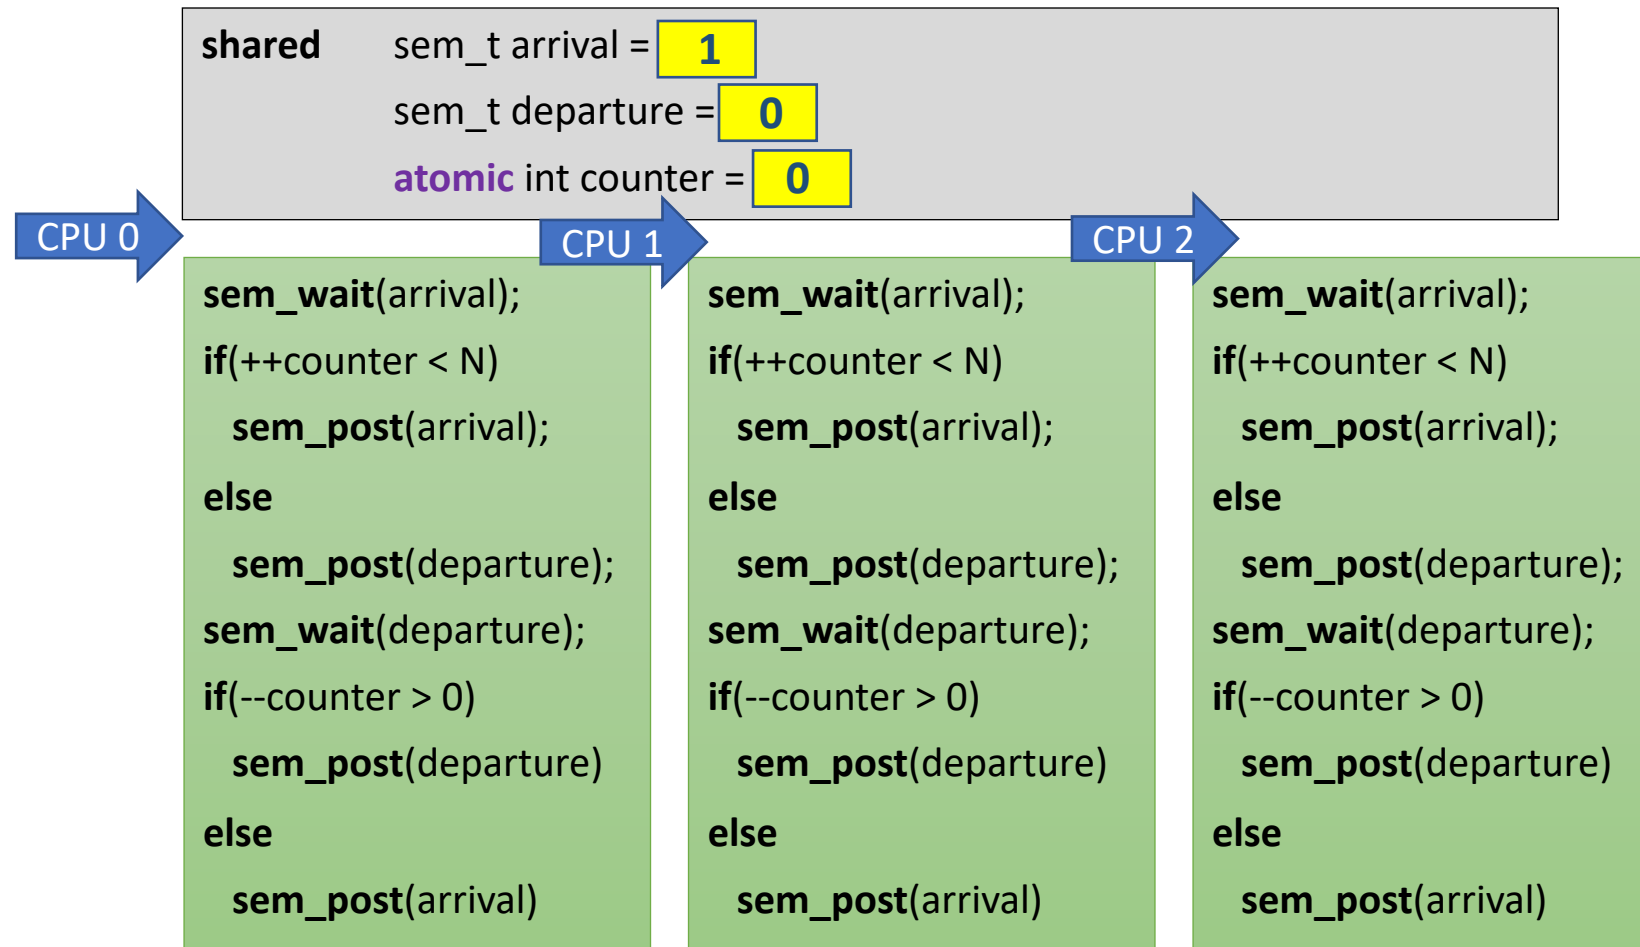 shared sem_t arrival = 1
sem_t departure = 0
atomic int counter = 0
CPU 0
CPU 1
CPU 2
sem_wait(arrival);
if(++counter < N)
sem_post(arrival);
else
sem_post(departure);
sem_wait(departure);
if(--counter > 0)
sem_post(departure)
else
sem_post(arrival)
sem_wait(arrival);
if(++counter < N)
sem_post(arrival);
else
sem_post(departure);
sem_wait(departure);
if(--counter > 0)
sem_post(departure)
else
sem_post(arrival)
sem_wait(arrival);
if(++counter < N)
sem_post(arrival);
else
sem_post(departure);
sem_wait(departure);
if(--counter > 0)
sem_post(departure)
else
sem_post(arrival)